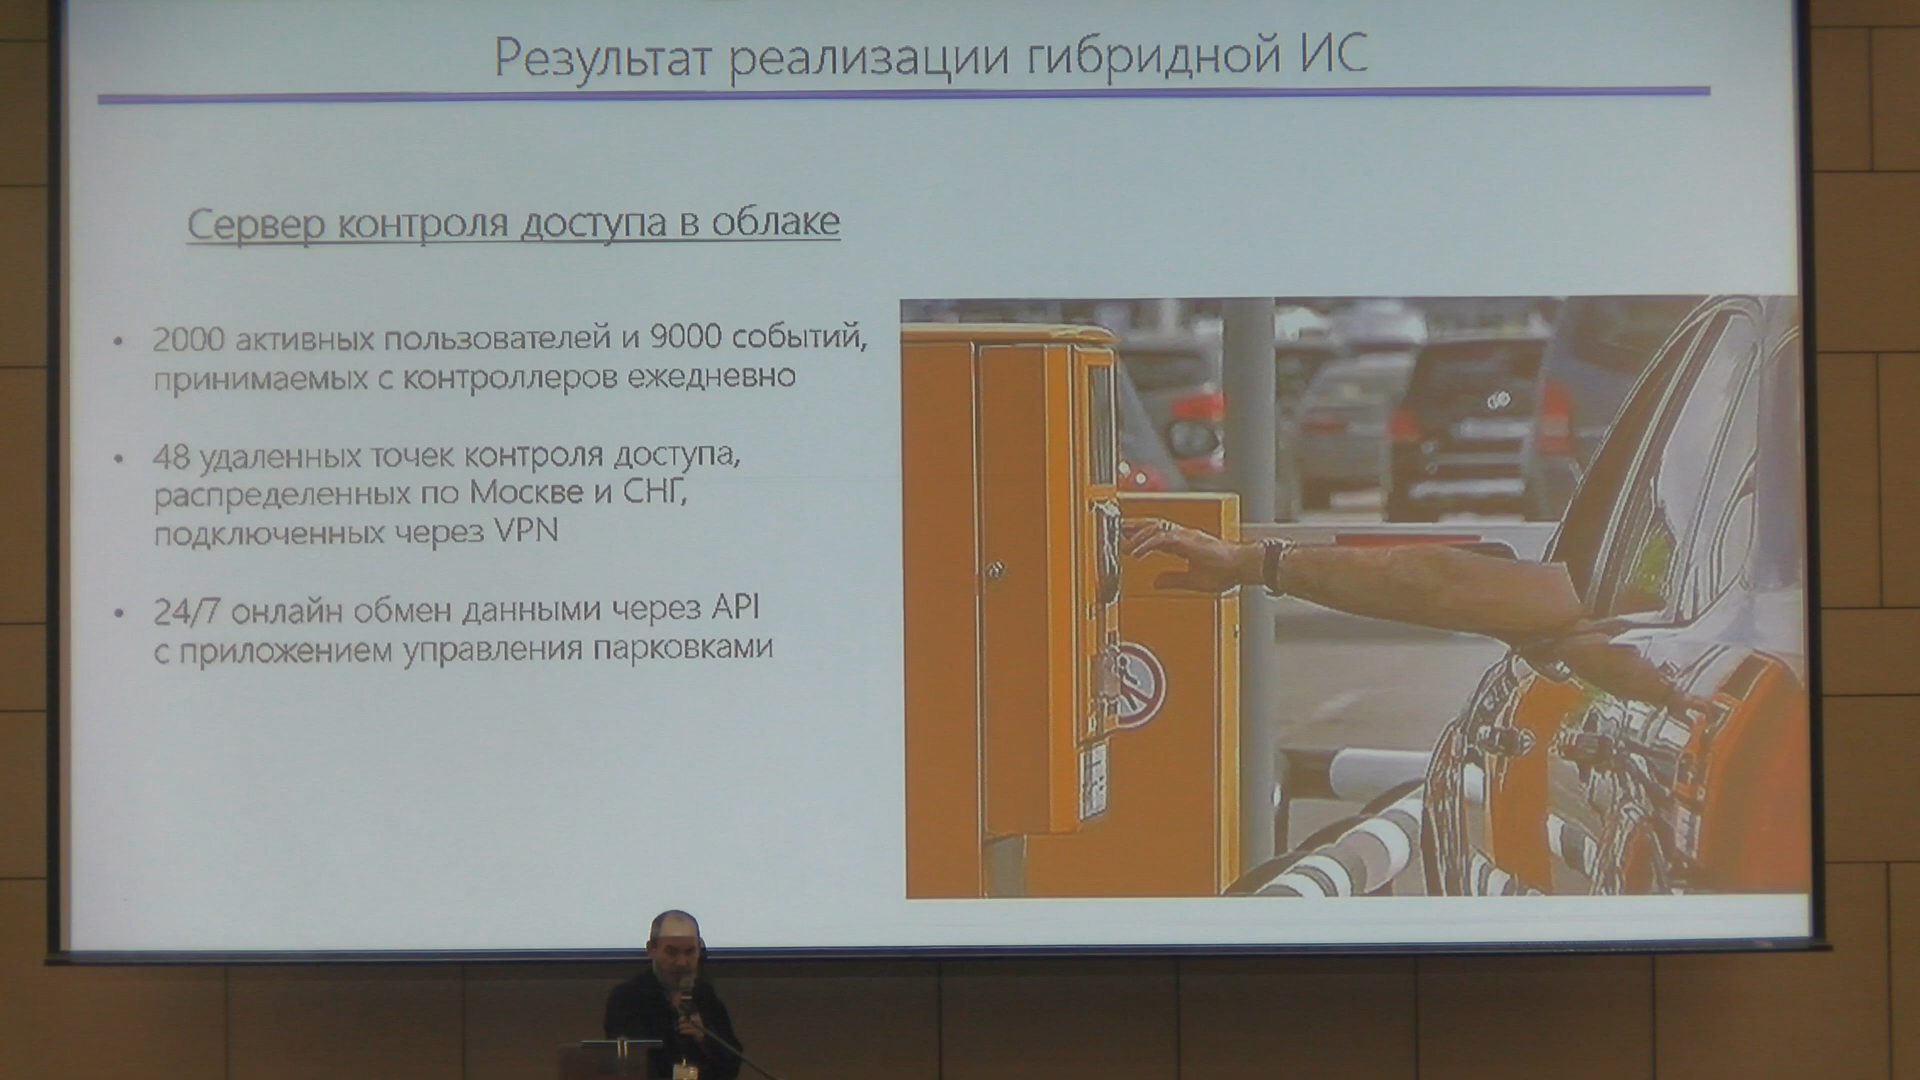 Результат реализации гибридной ИС
Сервер контроля доступа в облаке
• 2000 активных пользователей и 9000 событий,
принимаемых с контроллеров ежедневно
• 48 удаленных точек контроля доступа,
распределенных по Москве и СНГ,
подключенных через VPN
• 24/7 онлайн обмен данными через API
с приложением управления парковками